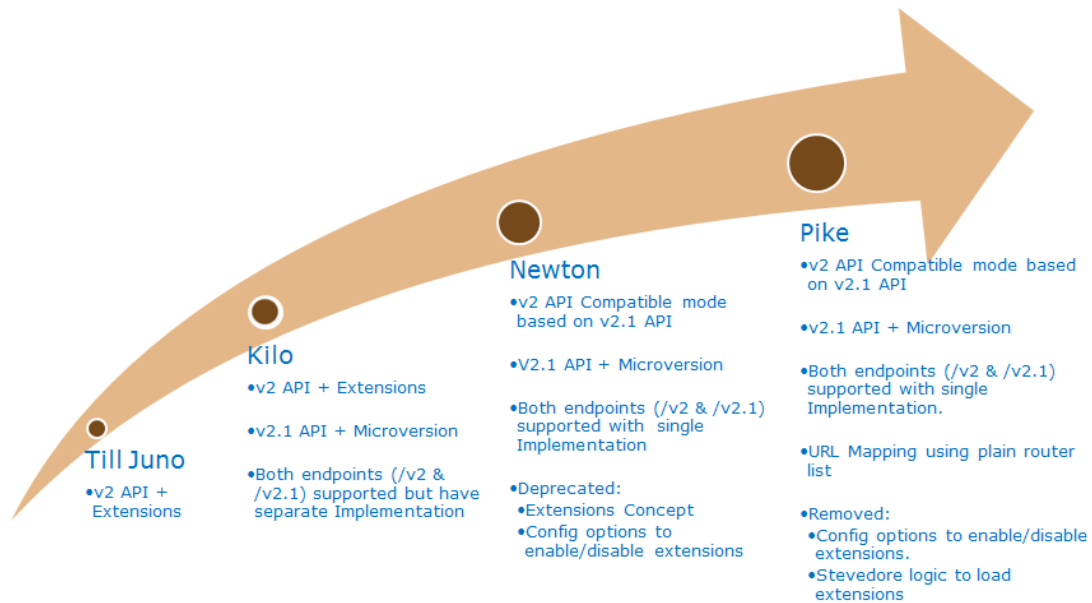 Till Juno
•v2 API +
Extensions
Kilo
•v2 API + Extensions
•v2.1 API + Microversion
•Both endpoints (/v2 &
/v2.1) supported but have
separate Implementation
Newton
•v2 API Compatible mode
based on v2.1 API
•V2.1 API + Microversion
•Both endpoints (/v2 & /v2.1)
supported with single
Implementation
•Deprecated:
•Extensions Concept
•Config options to
enable/disable extensions
Pike
•v2 API Compatible mode based
on v2.1 API
•v2.1 API + Microversion
•Both endpoints (/v2 & /v2.1)
supported with single
Implementation.
•URL Mapping using plain router
list
•Removed:
•Config options to enable/disable
extensions.
•Stevedore logic to load
extensions